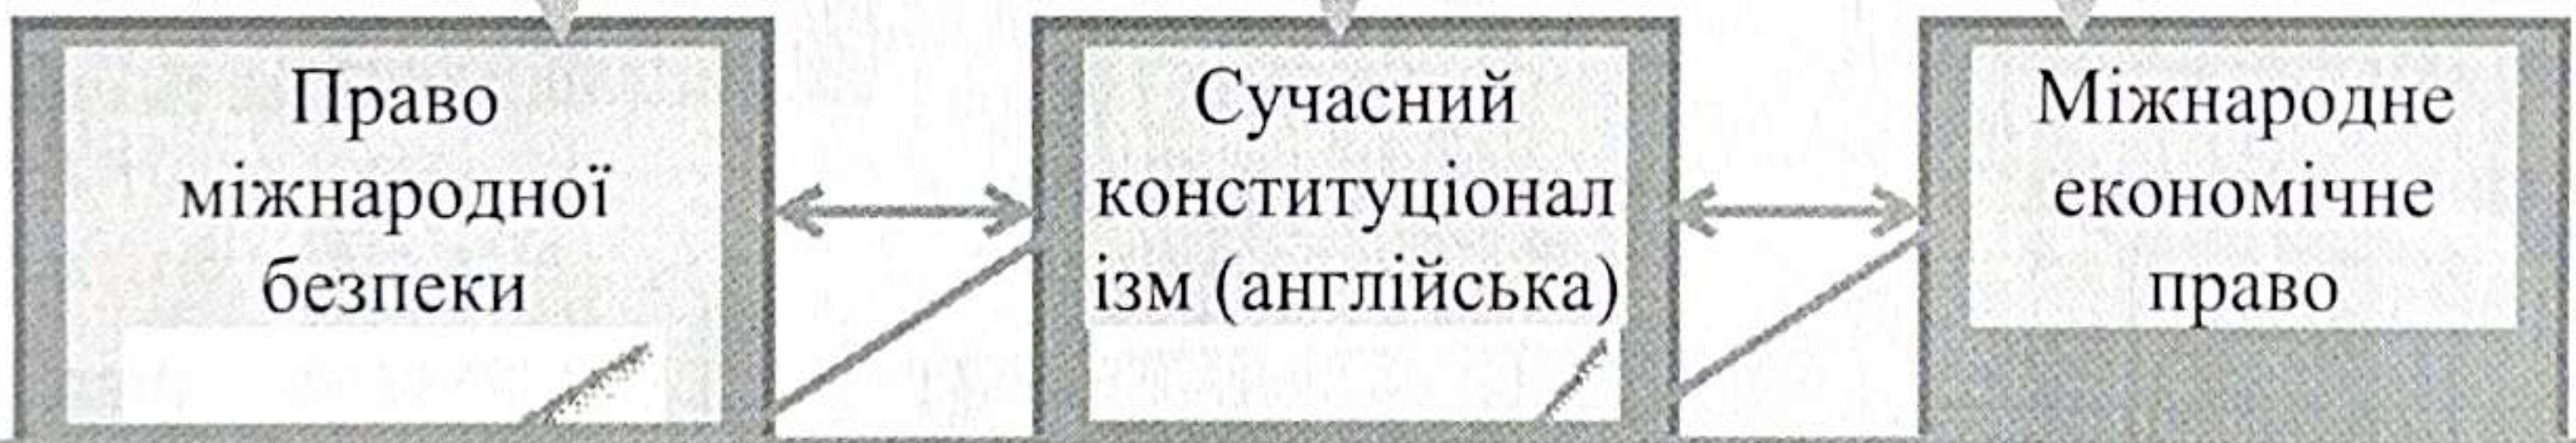 Право
міжнародної
безпеки
Сучасний
конституціонал
ізм (англійська)
Міжнародне
економічне
право